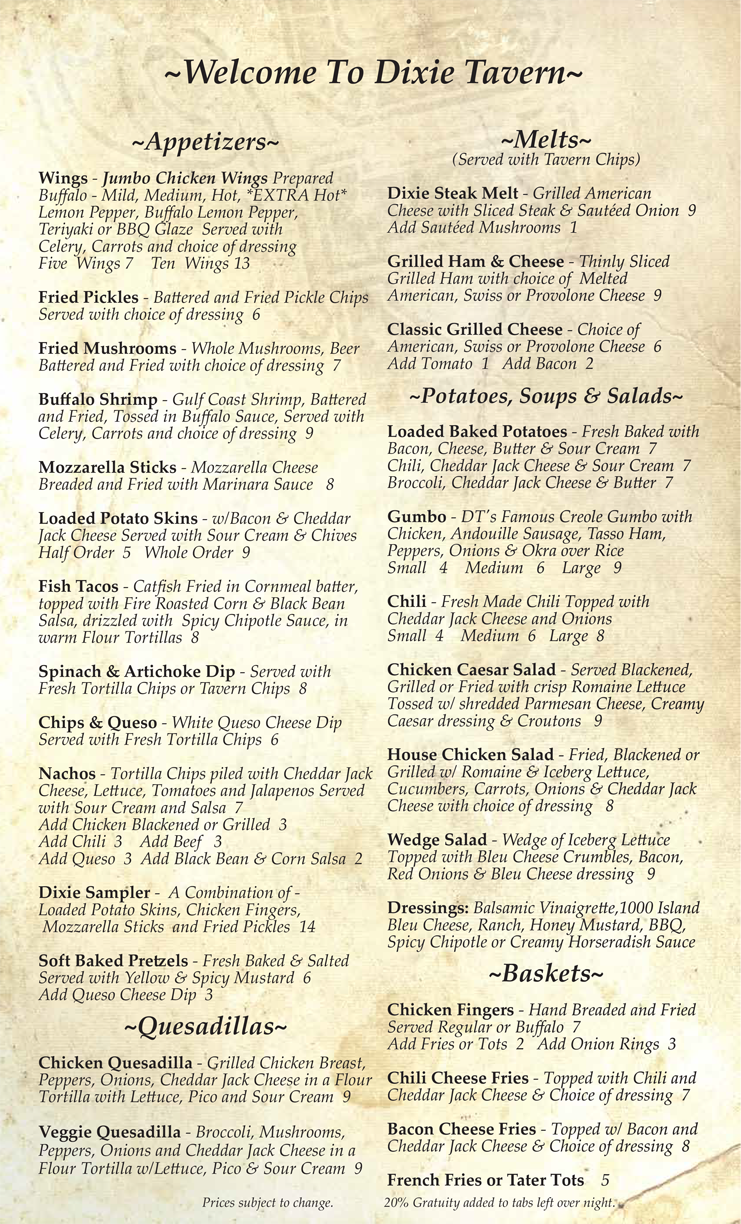 ~Welcome To Dixie Tavern~
~Appetizers~
Wings - Jumbo Chicken Wings Prepared
Buffalo - Mild, Medium, Hot, *EXTRA Hot*
Lemon Pepper, Buffalo Lemon Pepper,
Teriyaki or BBQ Glaze Served with
Celery, Carrots and choice of dressing
Five Wings 7 Ten Wings 13
Fried Pickles - Battered and Fried Pickle Chips
Served with choice of dressing 6
Fried Mushrooms - Whole Mushrooms, Beer
Battered and Fried with choice of dressing 7
Buffalo Shrimp - Gulf Coast Shrimp, Battered
and Fried, Tossed in Buffalo Sauce, Served with
Celery, Carrots and choice of dressing 9
Mozzarella Sticks - Mozzarella Cheese
Breaded and Fried with Marinara Sauce 8
Loaded Potato Skins - w/Bacon & Cheddar
Jack Cheese Served with Sour Cream & Chives
Half Order 5 Whole Order 9
Fish Tacos - Catfish Fried in Cornmeal batter,
topped with Fire Roasted Corn & Black Bean
Salsa, drizzled with Spicy Chipotle Sauce, in
warm Flour Tortillas 8
Spinach & Artichoke Dip - Served with
Fresh Tortilla Chips or Tavern Chips 8
Chips & Queso - White Queso Cheese Dip
Served with Fresh Tortilla Chips 6
Nachos - Tortilla Chips piled with Cheddar Jack
Cheese, Lettuce, Tomatoes and Jalapenos Served
with Sour Cream and Salsa 7
Add Chicken Blackened or Grilled 3
Add Chili 3 Add Beef 3
Add Queso 3 Add Black Bean & Corn Salsa 2
Dixie Sampler - A Combination of -
Loaded Potato Skins, Chicken Fingers,
Mozzarella Sticks and Fried Pickles 14
Soft Baked Pretzels - Fresh Baked & Salted
Served with Yellow & Spicy Mustard 6
Add Queso Cheese Dip 3
~Quesadillas~
Chicken Quesadilla - Grilled Chicken Breast,
Peppers, Onions, Cheddar Jack Cheese in a Flour
Tortilla with Lettuce, Pico and Sour Cream 9
Veggie Quesadilla - Broccoli, Mushrooms,
Peppers, Onions and Cheddar Jack Cheese in a
Flour Tortilla w/Lettuce, Pico & Sour Cream 9
~Melts~
(Served with Tavern Chips)
Dixie Steak Melt - Grilled American
Cheese with Sliced Steak & Sautéed Onion 9
Add Sautéed Mushrooms 1
Grilled Ham & Cheese - Thinly Sliced
Grilled Ham with choice of Melted
American, Swiss or Provolone Cheese 9
Classic Grilled Cheese - Choice of
American, Swiss or Provolone Cheese 6
Add Tomato 1 Add Bacon 2
~Potatoes, Soups & Salads~
Loaded Baked Potatoes - Fresh Baked with
Bacon, Cheese, Butter & Sour Cream 7
Chili, Cheddar Jack Cheese & Sour Cream 7
Broccoli, Cheddar Jack Cheese & Butter 7
Gumbo - DT's Famous Creole Gumbo with
Chicken, Andouille Sausage, Tasso Ham,
Peppers, Onions & Okra over Rice
Small 4 Medium 6 Large 9
Chili - Fresh Made Chili Topped with
Cheddar Jack Cheese and Onions
Small 4 Medium 6 Large 8
Chicken Caesar Salad - Served Blackened,
Grilled or Fried with crisp Romaine Lettuce
Tossed w/ shredded Parmesan Cheese, Creamy
Caesar dressing & Croutons 9
House Chicken Salad - Fried, Blackened or
Grilled w/ Romaine & Iceberg Lettuce,
Cucumbers, Carrots, Onions & Cheddar Jack
Cheese with choice of dressing 8
Wedge Salad - Wedge of Iceberg Lettuce
Topped with Bleu Cheese Crumbles, Bacon,
Red Onions & Bleu Cheese dressing 9
Dressings: Balsamic Vinaigrette,1000 Island
Bleu Cheese, Ranch, Honey Mustard, BBQ,
Spicy Chipotle or Creamy Horseradish Sauce
~Baskets~
Chicken Fingers - Hand Breaded and Fried
Served Regular or Buffalo 7
Add Fries or Tots 2 Add Onion Rings 3
Chili Cheese Fries - Topped with Chili and
Cheddar Jack Cheese & Choice of dressing 7
Bacon Cheese Fries - Topped w/ Bacon and
Cheddar Jack Cheese & Choice of dressing 8
French Fries or Tater Tots 5
Prices subject to change. 20% Gratuity added to tabs left over night.